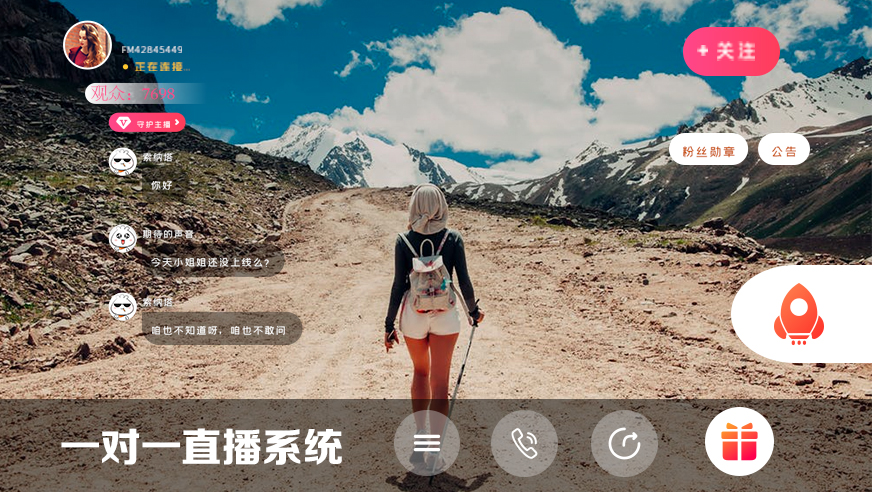 FM42845449
正在连接...
+ 关注
观众：7698
守护主播
索纳塔
你好
粉丝勋章
公告
期待的声音
今天小姐姐还没上线么？
索纳塔
咱也不知道呀，咱也不敢问
一对一直播系统